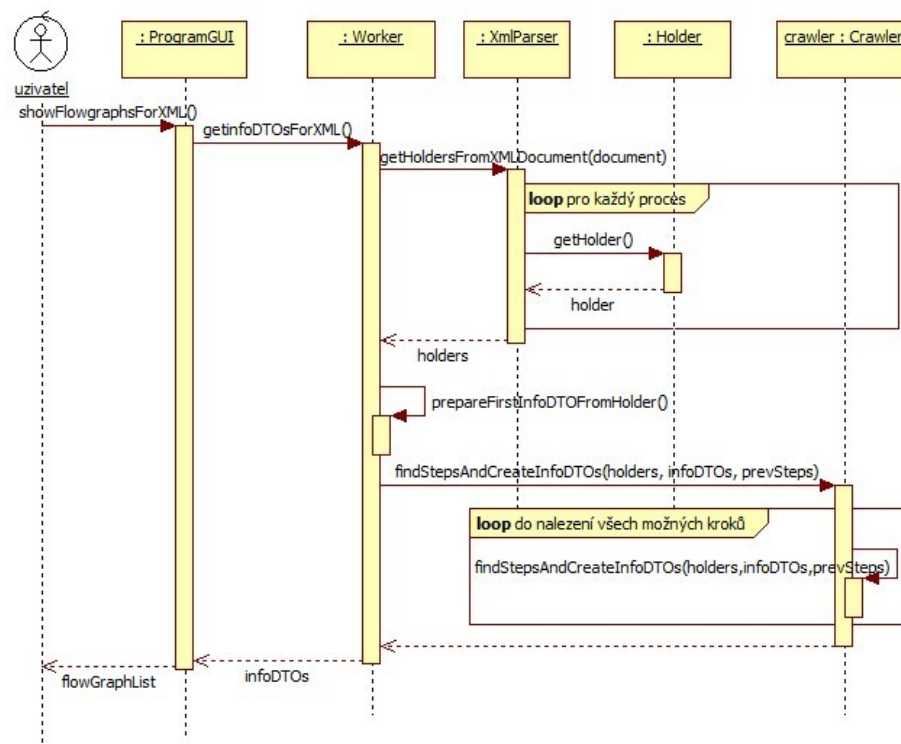 : ProgramGUI
: Worker
: XmlParser
: Holder
crawler : Crawler
uzivatel
showFlowgraphsForXML()
getinfoDTOsForXML()
getHoldersFromXMLDocument(document)
loop pro každý proces
getHolder()
holder
holders
prepareFirstInfoDTOFromHolder()
findStepsAndCreateInfoDTOs(holders, infoDTOs, prevSteps)
loop do nalezení všech možných kroků
findStepsAndCreateInfoDTOs(holders,infoDTOs,prevSteps)
infoDTOs
flowGraphList